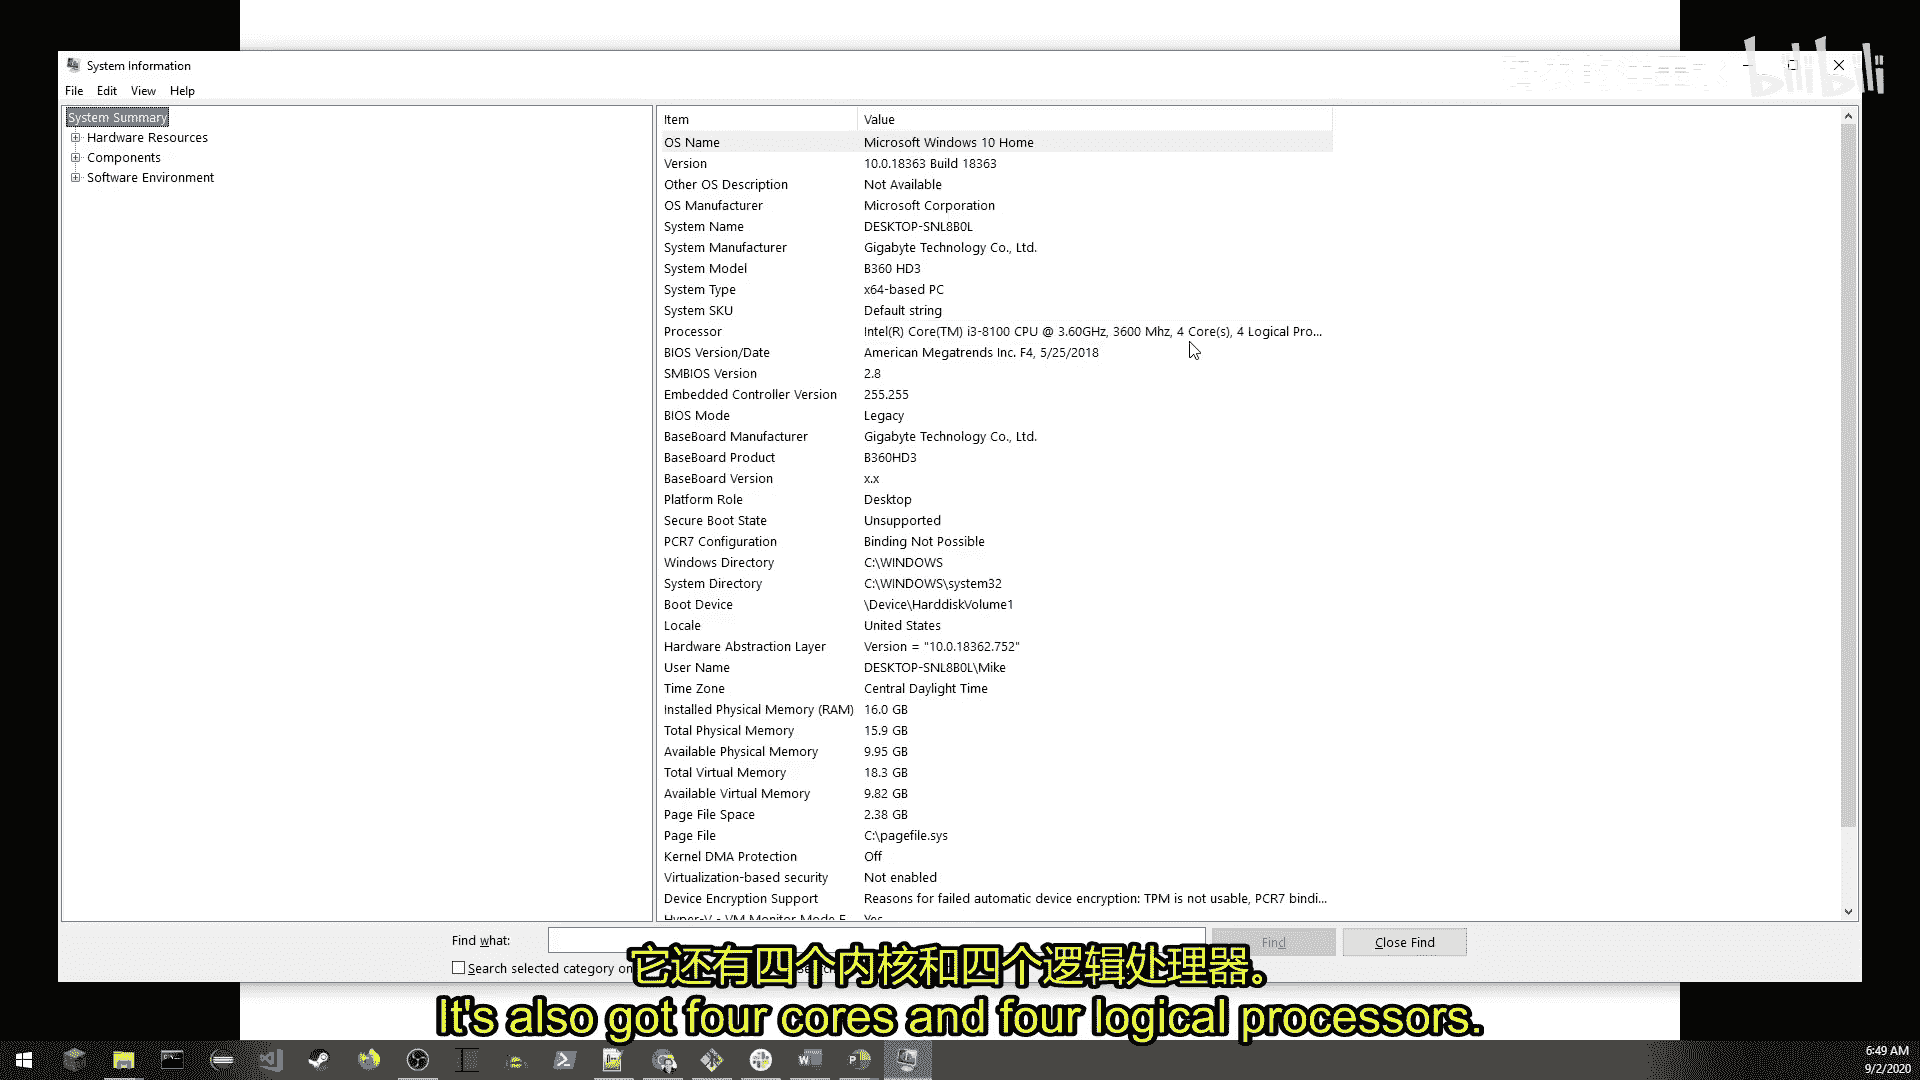 System Information
bilibili
File Edit View Help
System Summary
Hardware Resources
Components
Software Environment
Item Value
OS Name Microsoft Windows 10 Home
Version 10.0.18363 Build 18363
Other OS Description Not Available
OS Manufacturer Microsoft Corporation
System Name DESKTOP-SNL8B0L
System Manufacturer Gigabyte Technology Co., Ltd.
System Model B360 HD3
System Type x64-based PC
System SKU Default string
Processor Intel(R) Core(TM) i3-8100 CPU @ 3.60GHz, 3600 Mhz, 4 Core(s), 4 Logical Pro...
BIOS Version/Date American Megatrends Inc. F4, 5/25/2018
SMBIOS Version 2.8
Embedded Controller Version 255.255
BIOS Mode Legacy
BaseBoard Manufacturer Gigabyte Technology Co., Ltd.
BaseBoard Product B360HD3
BaseBoard Version x.x
Platform Role Desktop
Secure Boot State Unsupported
PCR7 Configuration Binding Not Possible
Windows Directory C:\WINDOWS
System Directory C:\WINDOWS\system32
Boot Device \Device\HarddiskVolume1
Locale United States
Hardware Abstraction Layer Version = "10.0.18362.752"
User Name DESKTOP-SNL8B0L\Mike
Time Zone Central Daylight Time
Installed Physical Memory (RAM) 16.0 GB
Total Physical Memory 15.9 GB
Available Physical Memory 9.95 GB
Total Virtual Memory 18.3 GB
Available Virtual Memory 9.82 GB
Page File Space 2.38 GB
Page File C:\pagefile.sys
Kernel DMA Protection Off
Virtualization-based security Not enabled
Device Encryption Support Reasons for failed automatic device encryption: TPM is not usable, PCR7 bindi...
Hyper-V - VM Monitor Mode E Yes
Find what: Find Close Find
Search selected category on
它还有四个内核和四个逻辑处理器。
It's also got four cores and four logical processors.
6:49 AM
9/2/2020